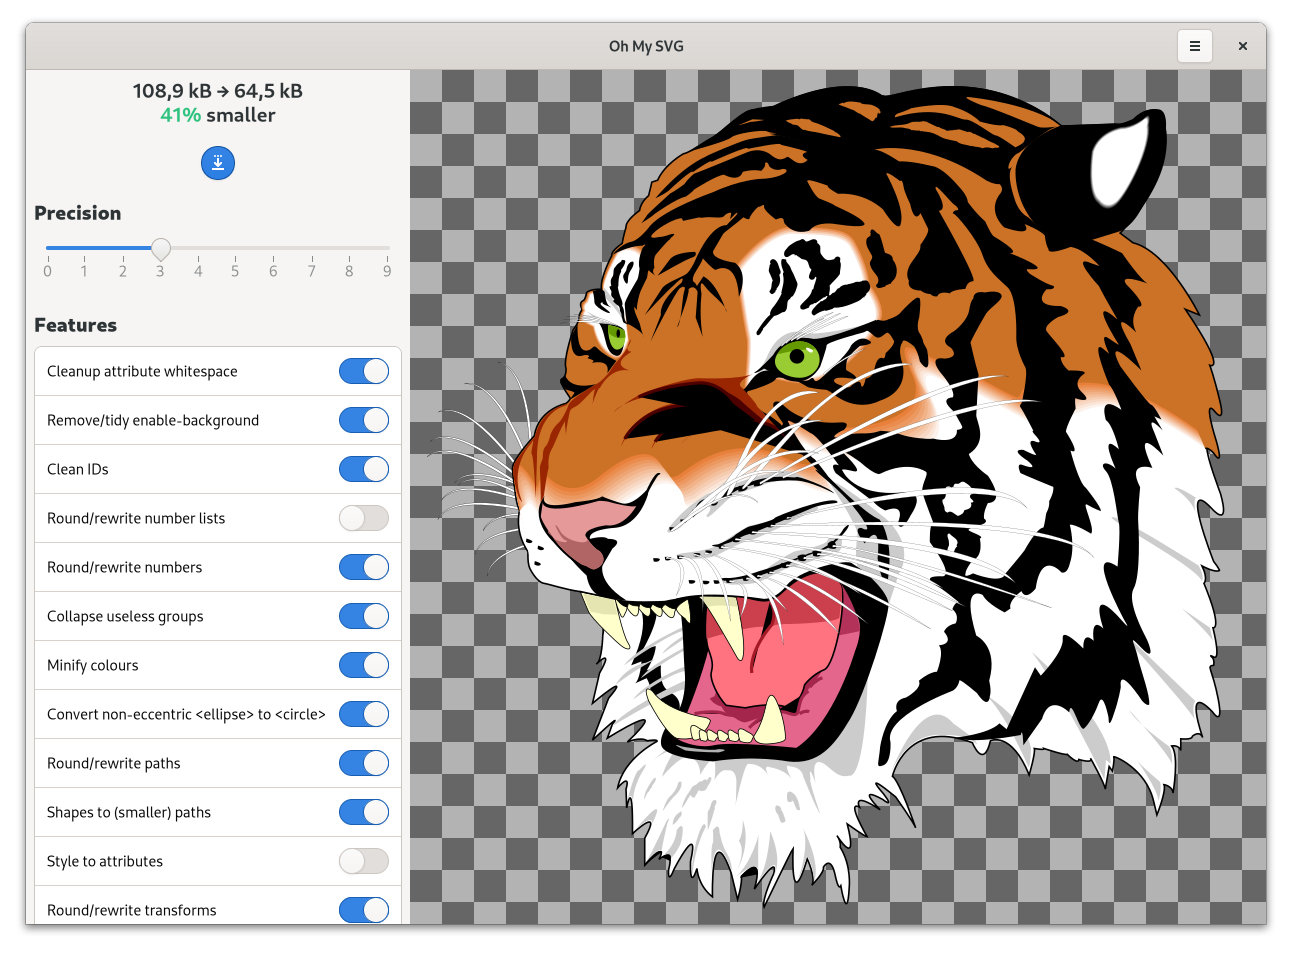 Oh My SVG
108,9 kB → 64,5 kB
41% smaller
Precision
0 1 2 3 4 5 6 7 8 9
Features
Cleanup attribute whitespace
Remove/tidy enable-background
Clean IDs
Round/rewrite number lists
Round/rewrite numbers
Collapse useless groups
Minify colours
Convert non-eccentric <ellipse> to <circle>
Round/rewrite paths
Shapes to (smaller) paths
Style to attributes
Round/rewrite transforms